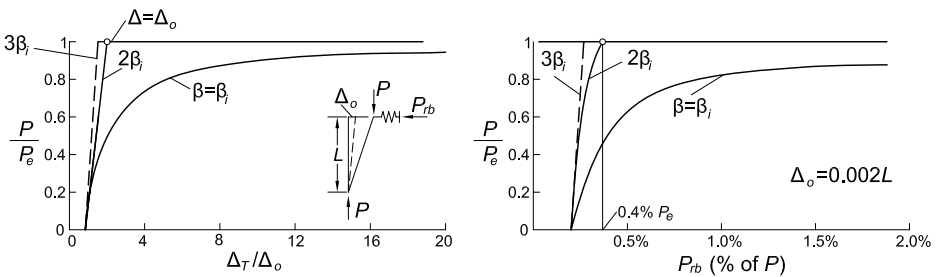 Δ=Δo
3βi
2βi
β=βi
1
0.8
0.6
0.4
0.2
0
P
Pe
Δo
P
Prb
L
P
0 4 8 12 16 20
ΔT/Δo
3βi
2βi
β=βi
1
0.8
0.6
0.4
0.2
0
P
Pe
Δo=0.002L
0.4% Pe
0.5% 1.0% 1.5% 2.0%
Prb (% of P)